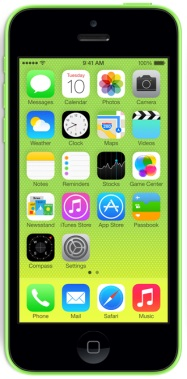 9:41 AM 100%
Tuesday
10
Messages Calendar Photos Camera
Weather Clock Maps Videos
Notes Reminders Stocks Game Center
Newsstand iTunes Store App Store Passbook
Compass Settings
Phone Mail Safari Music